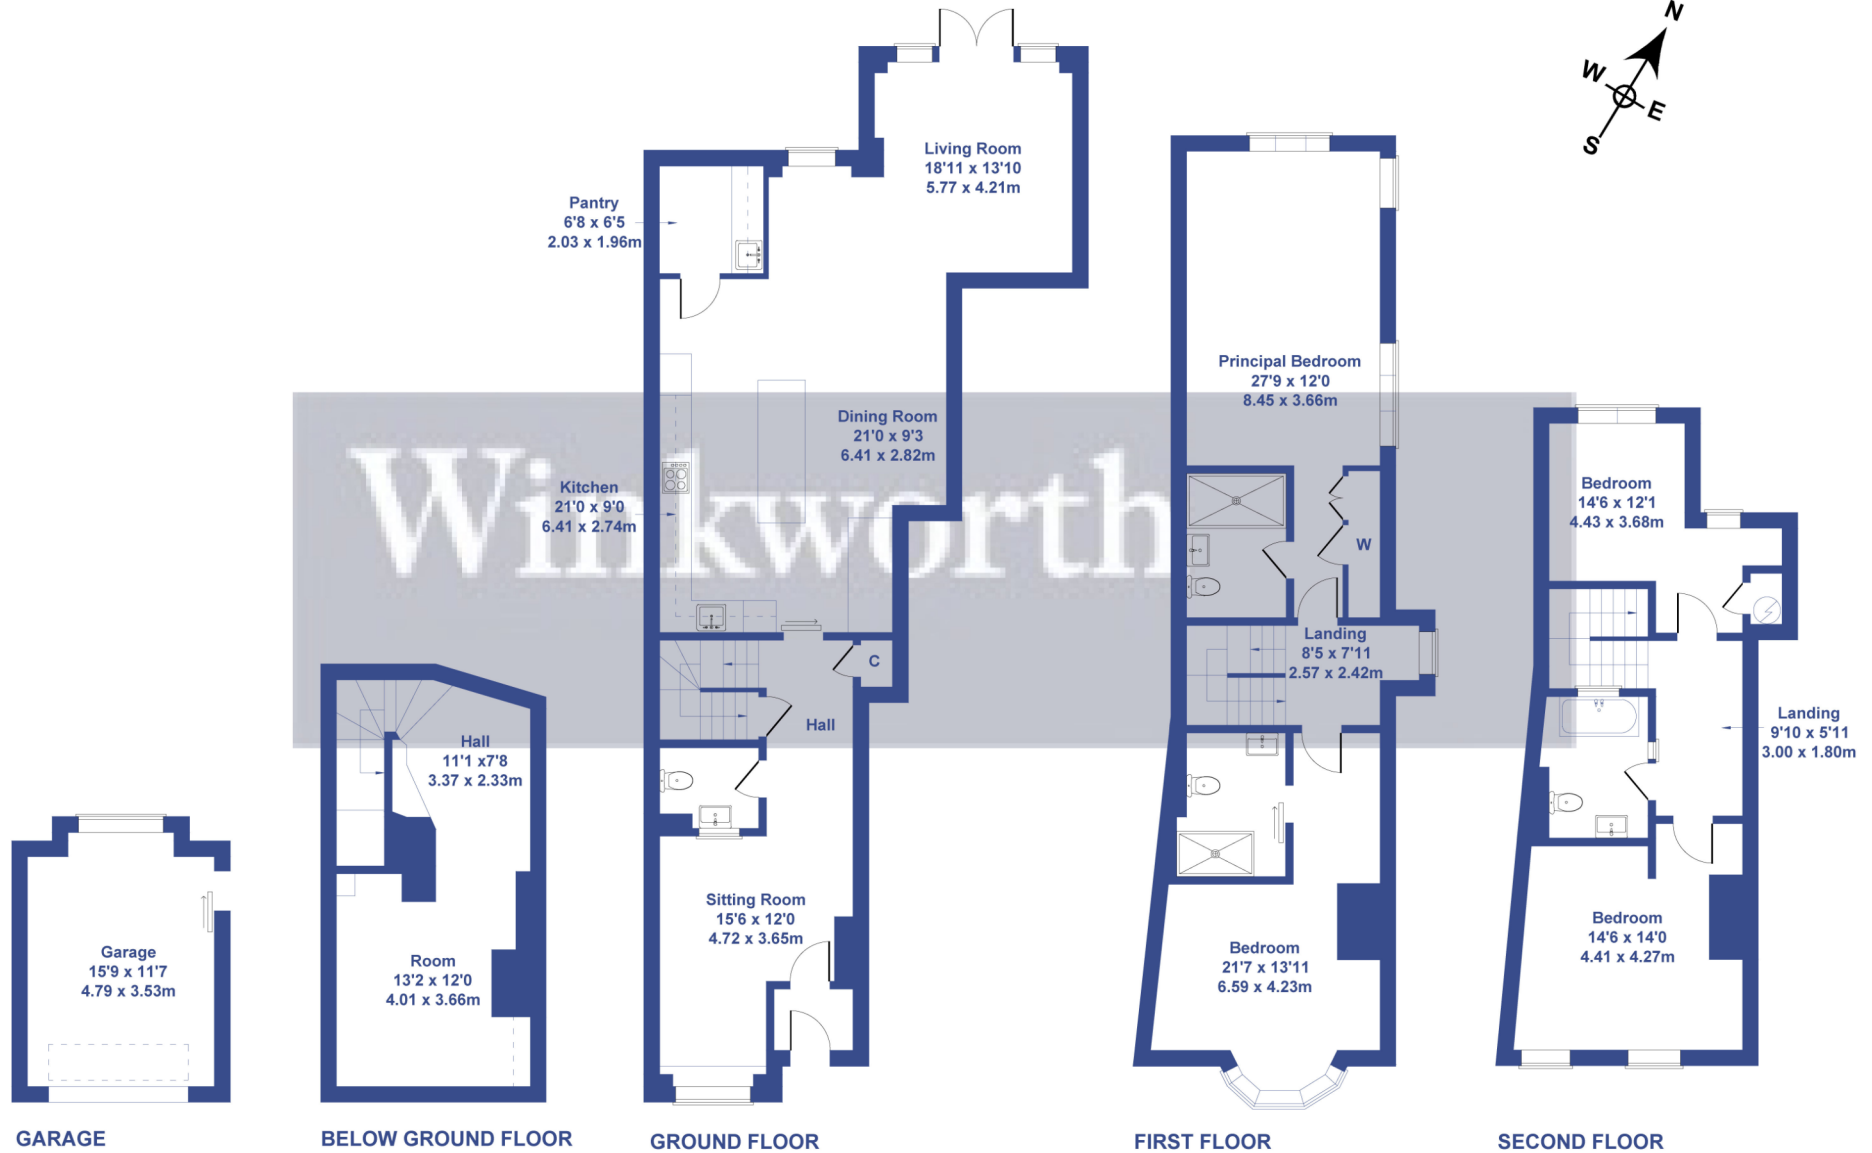 N
W
E
S
Living Room
18'11 x 13'10
5.77 x 4.21m
Pantry
6'8 x 6'5
2.03 x 1.96m
Principal Bedroom
27'9 x 12'0
8.45 x 3.66m
Dining Room
21'0 x 9'3
6.41 x 2.82m
Kitchen
21'0 x 9'0
6.41 x 2.74m
Winkworth
Bedroom
14'6 x 12'1
4.43 x 3.68m
W
Landing
8'5 x 7'11
2.57 x 2.42m
C
Hall
Hall
11'1 x7'8
3.37 x 2.33m
Landing
9'10 x 5'11
3.00 x 1.80m
Garage
15'9 x 11'7
4.79 x 3.53m
Room
13'2 x 12'0
4.01 x 3.66m
Sitting Room
15'6 x 12'0
4.72 x 3.65m
Bedroom
21'7 x 13'11
6.59 x 4.23m
Bedroom
14'6 x 14'0
4.41 x 4.27m
GARAGE
BELOW GROUND FLOOR
GROUND FLOOR
FIRST FLOOR
SECOND FLOOR